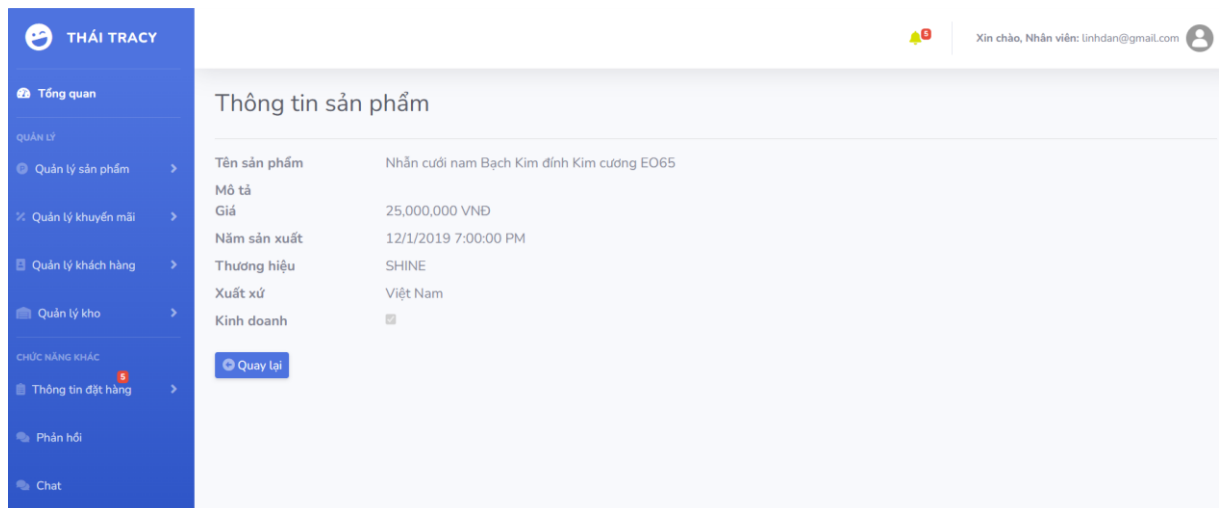 THÁI TRACY
5
Xin chào, Nhân viên: linhdan@gmail.com
Tổng quan
QUẢN LÝ
Quản lý sản phẩm
Quản lý khuyến mãi
Quản lý khách hàng
Quản lý kho
CHỨC NĂNG KHÁC
5
Thông tin đặt hàng
Phản hồi
Chat
Thông tin sản phẩm
Tên sản phẩm Nhẫn cưới nam Bạch Kim đính Kim cương EO65
Mô tả
Giá 25,000,000 VNĐ
Năm sản xuất 12/1/2019 7:00:00 PM
Thương hiệu SHINE
Xuất xứ Việt Nam
Kinh doanh
Quay lại